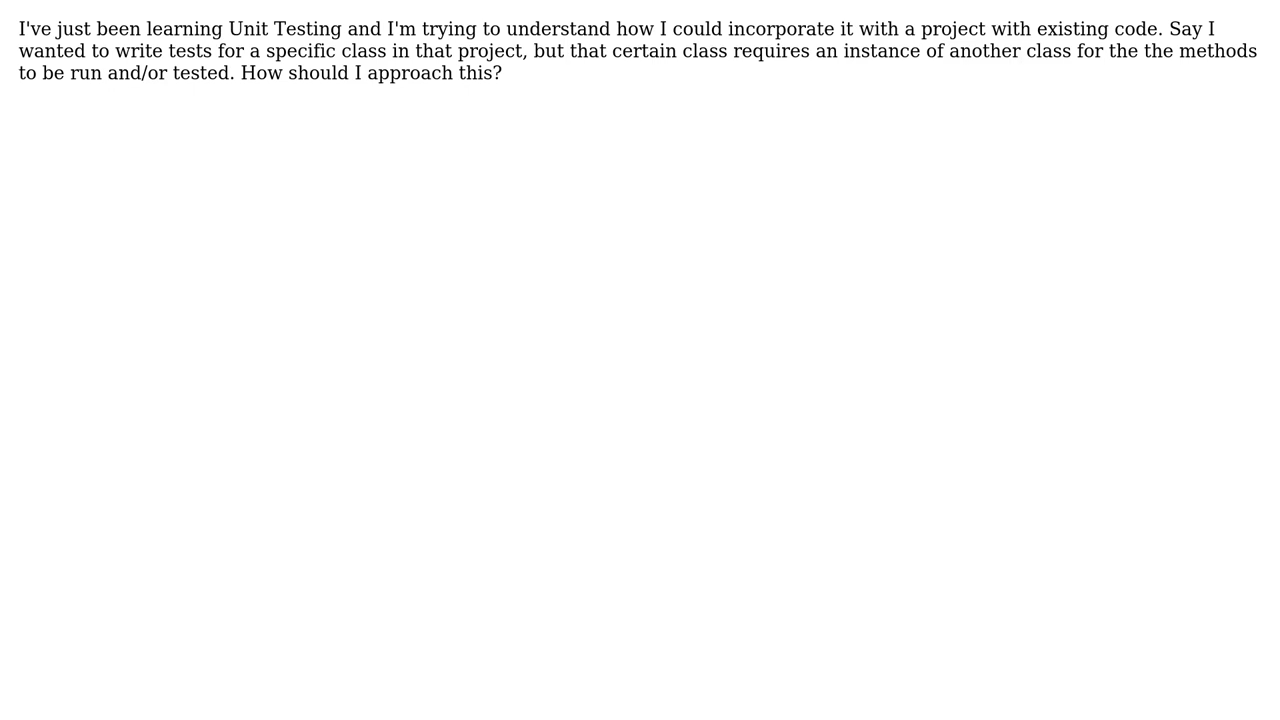 I've just been learning Unit Testing and I'm trying to understand how I could incorporate it with a project with existing code. Say I
wanted to write tests for a specific class in that project, but that certain class requires an instance of another class for the the methods
to be run and/or tested. How should I approach this?